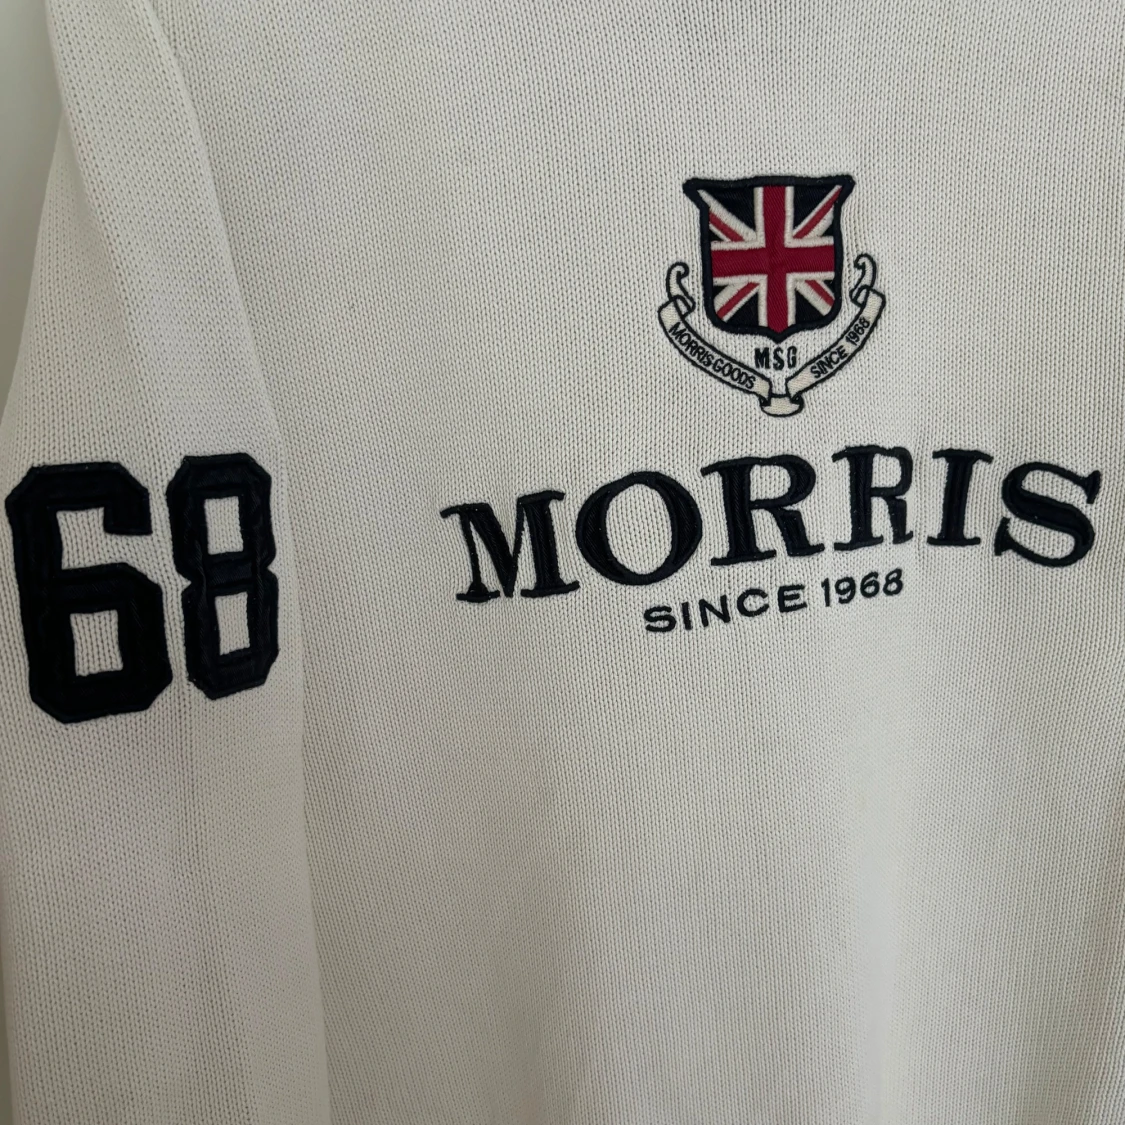 MORRIS GOODS
MSG
SINCE 1968
MORRIS
SINCE 1968
68